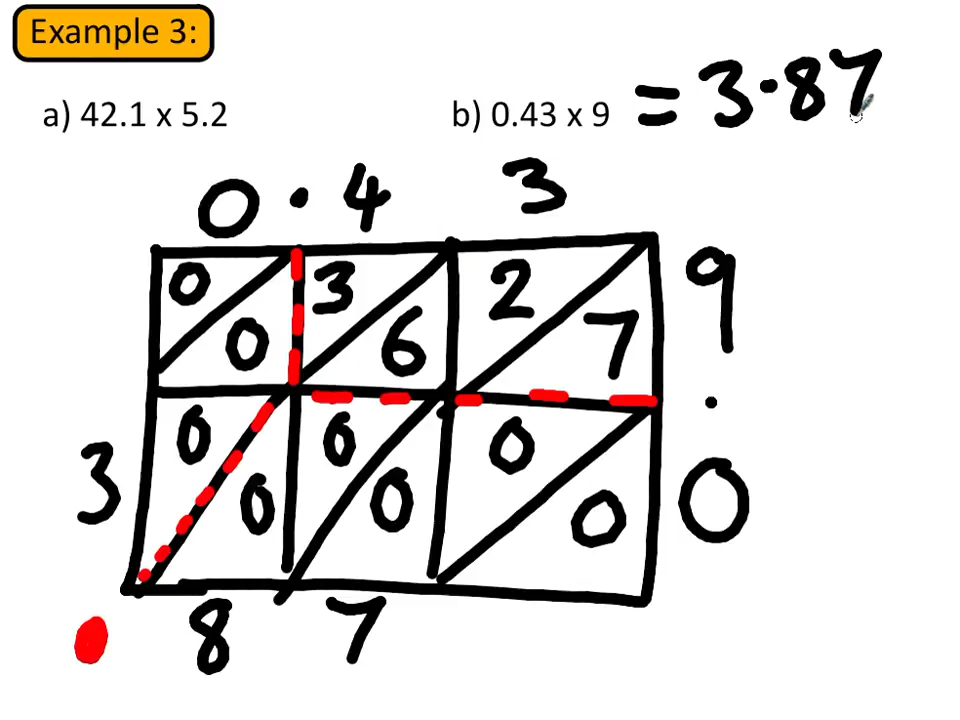 Example 3:
a) 42.1 x 5.2
b) 0.43 x 9 = 3.87
0 . 4 3
0 3 2 9
0 6 7
.
0 0 0
3 0 0 0 0
. 8 7